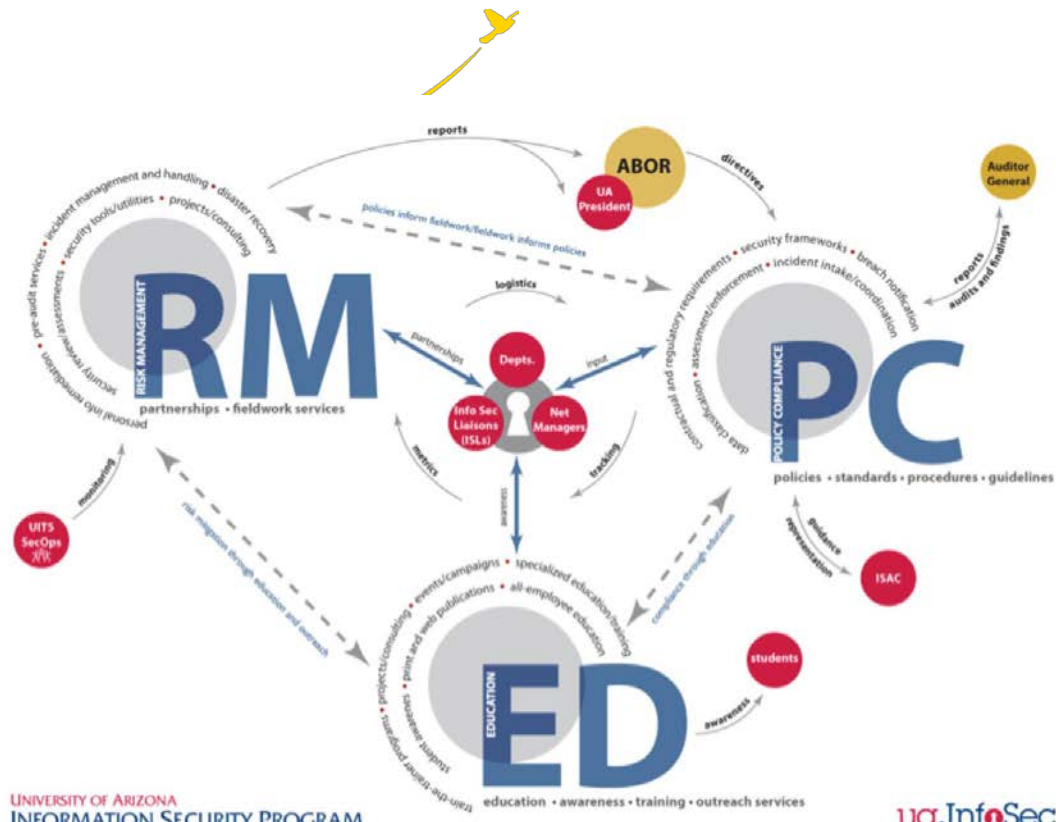 reports
ABOR
UA
President
directives
Auditor
General
reports
audits and findings
policies inform fieldwork/fieldwork informs policies
personal info remediation • pre-audit services • incident management and handling • disaster recovery
security review/assessments • security tools/utilities • projects/consulting
RISK MANAGEMENT
RM
partnerships • fieldwork services
logistics
contractual and regulatory requirements • security frameworks • breach notification
data classification • assessment/enforcement • incident intake/coordination
POLICY COMPLIANCE
PC
policies • standards • procedures • guidelines
partnerships
input
Depts.
Info Sec
Liaisons
(ISLs)
Net
Managers
metrics
tracking
awareness
monitoring
UITS
SecOps
risk mitigation through education and outreach
compliance through education
guidance
representation
ISAC
train-the-trainer programs • projects/consulting • events/campaigns • specialized education/training
student awarenes • print and web publications • all-employee education
EDUCATION
ED
education • awareness • training • outreach services
awareness
students
UNIVERSITY OF ARIZONA
INFORMATION SECURITY PROGRAM
ua.InfoSec